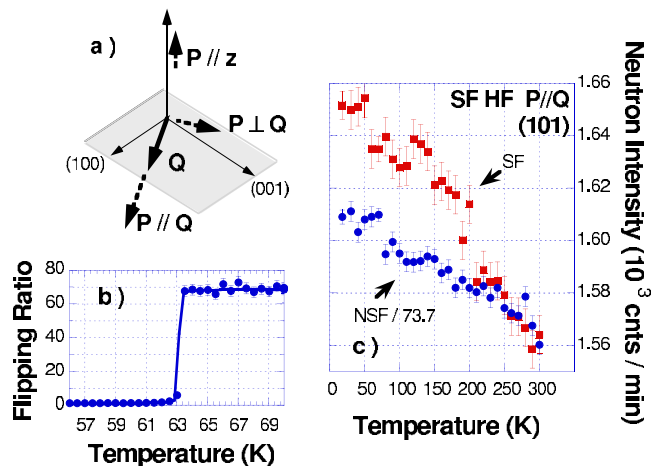 a )
P // z
P ⊥ Q
(100)
Q
(001)
P // Q
b )
Flipping Ratio
80
60
40
20
0
57 59 61 63 65 67 69
Temperature (K)
SF HF P//Q
(101)
SF
NSF / 73.7
c )
1.66
1.64
1.62
1.60
1.58
1.56
Neutron Intensity (10³ cnts / min)
0 50 100 150 200 250 300
Temperature (K)